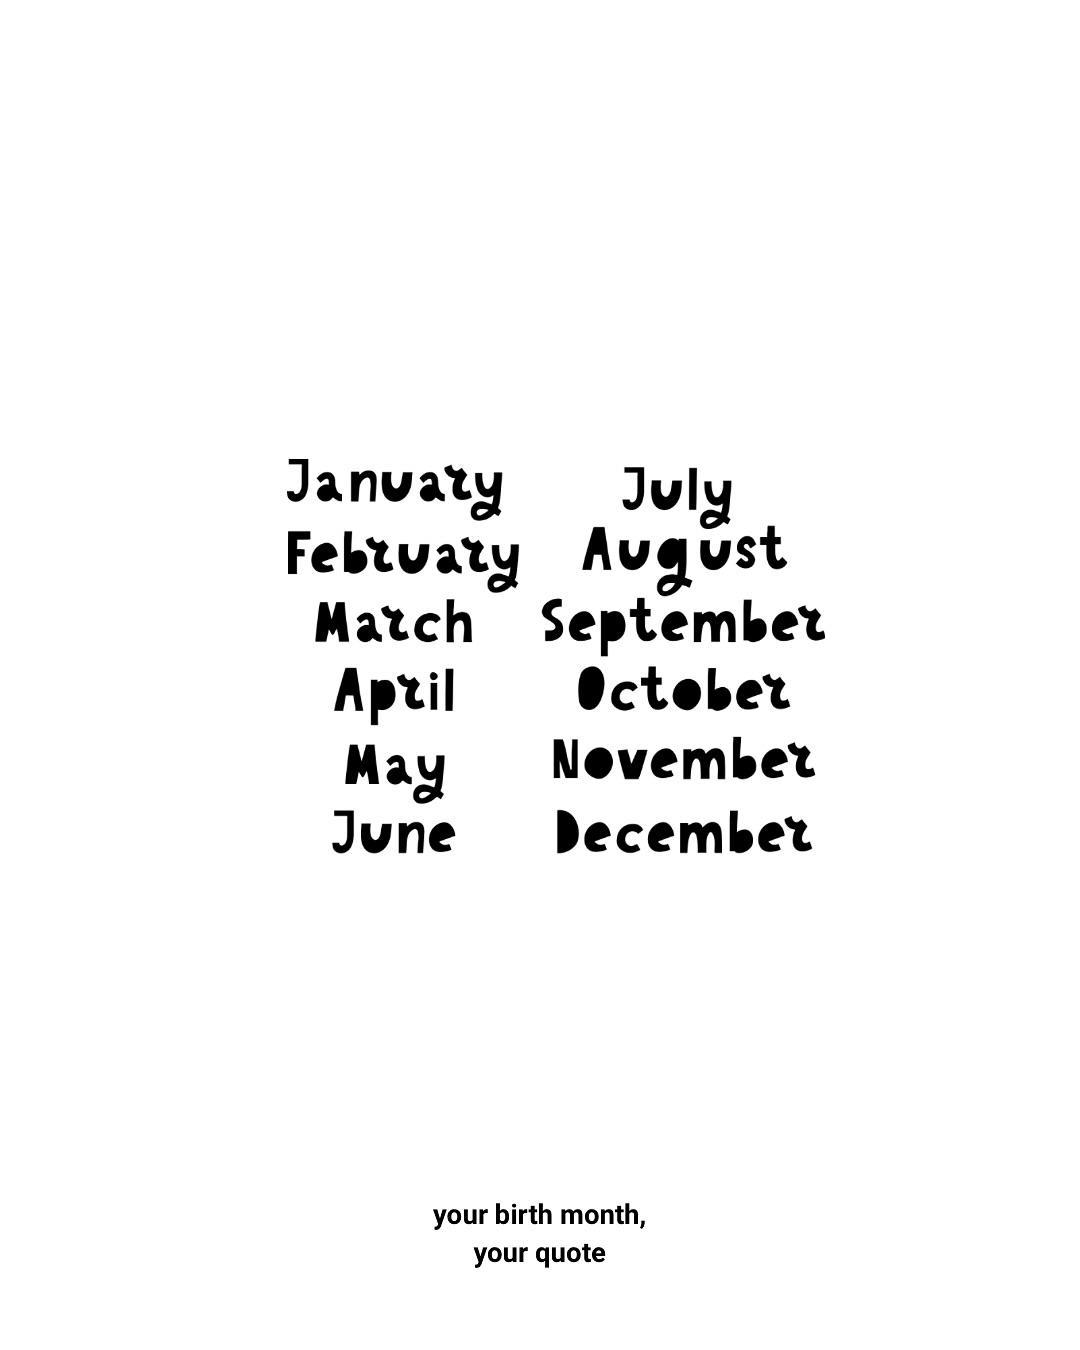 January
February
March
April
May
June
July
August
September
October
November
December
your birth month,
your quote